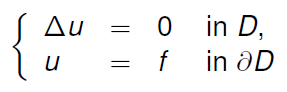 Δu = 0 in D,
u = f in ∂D